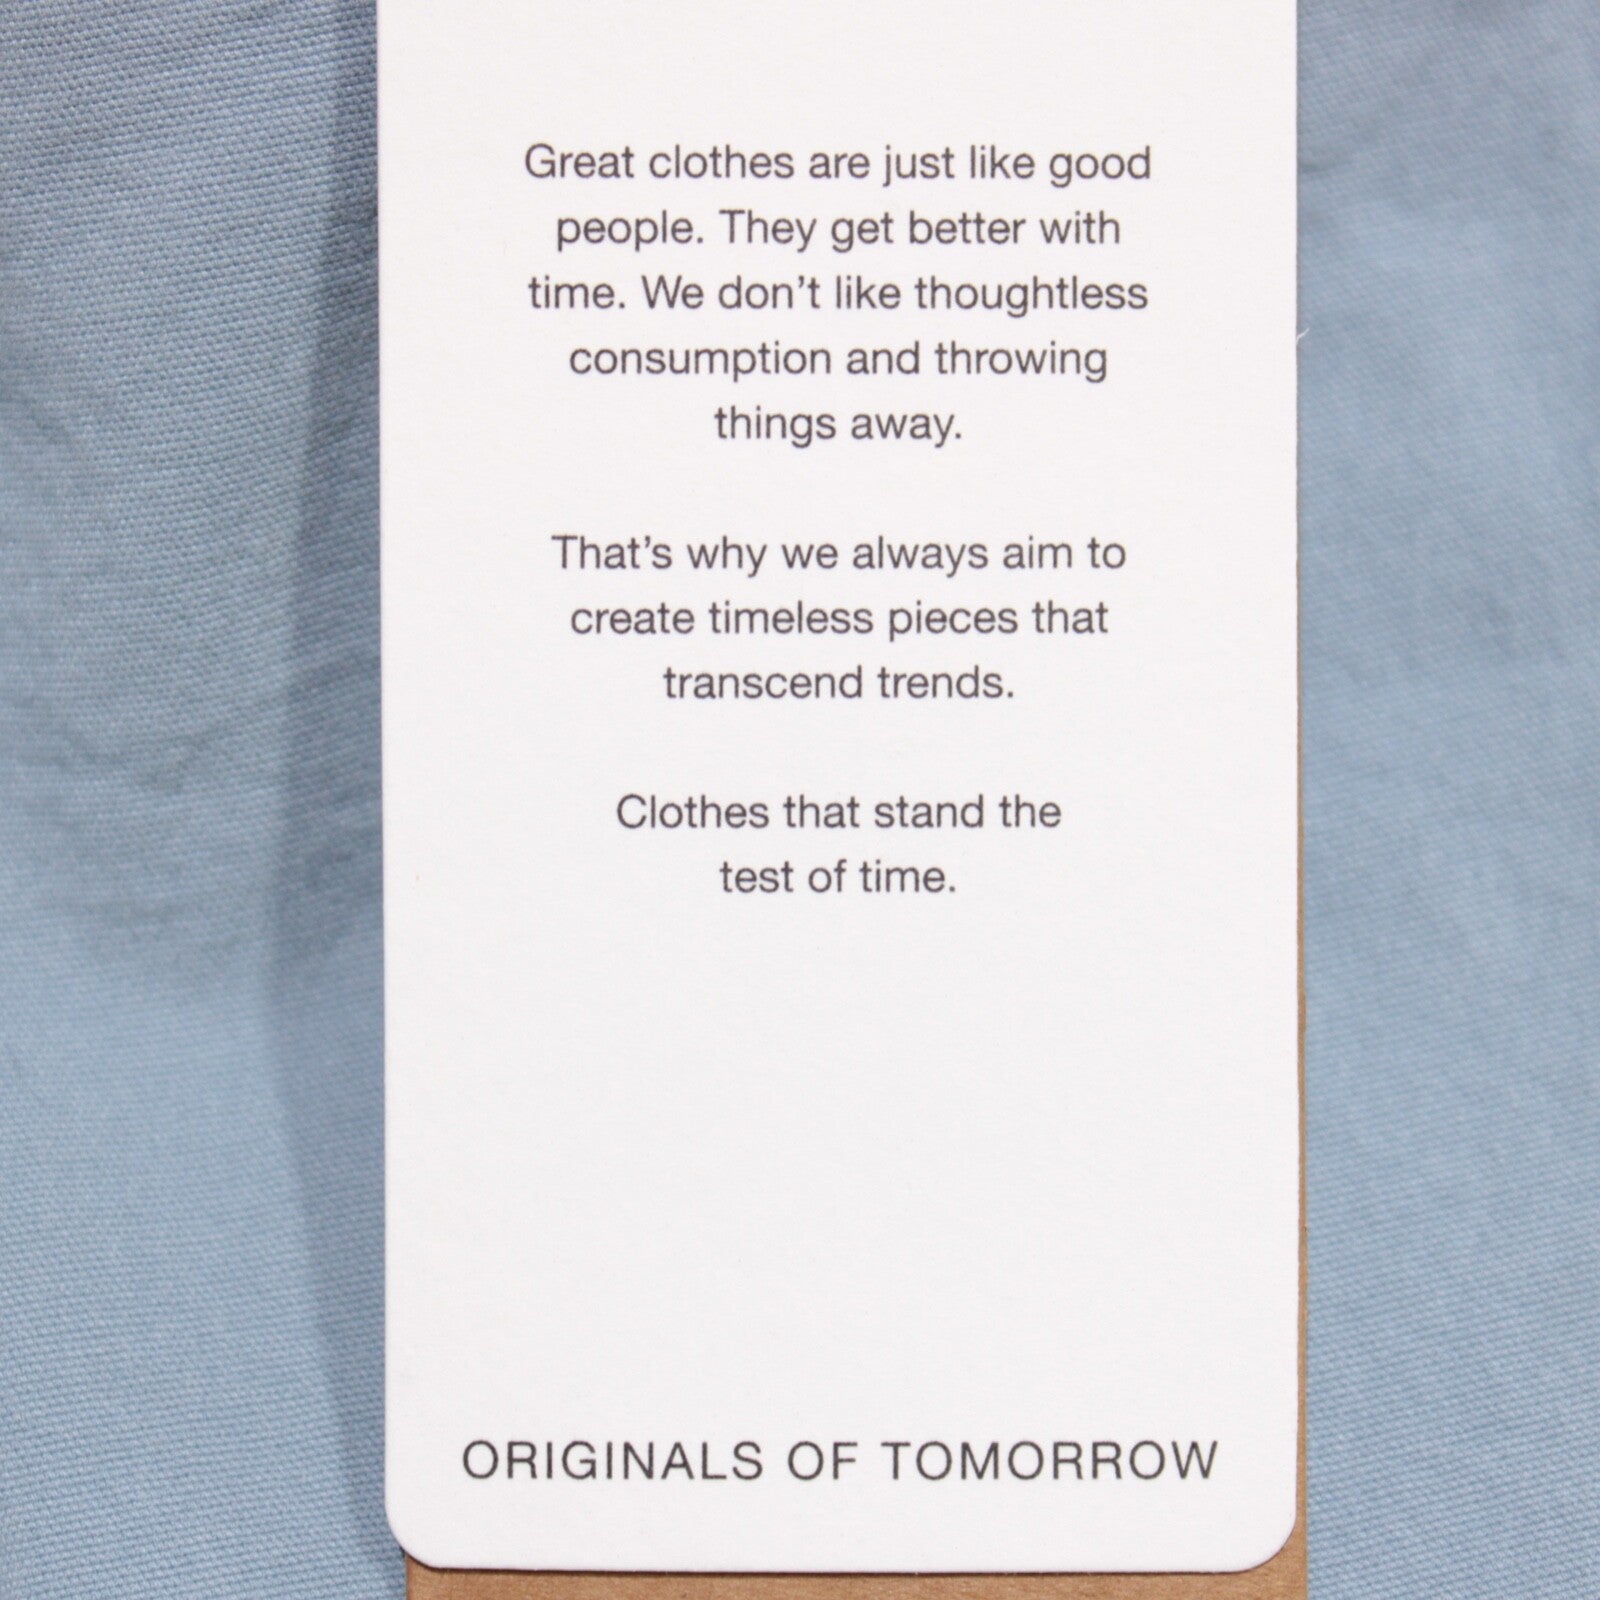 Great clothes are just like good
people. They get better with
time. We don’t like thoughtless
consumption and throwing
things away.
That’s why we always aim to
create timeless pieces that
transcend trends.
Clothes that stand the
test of time.
ORIGINALS OF TOMORROW